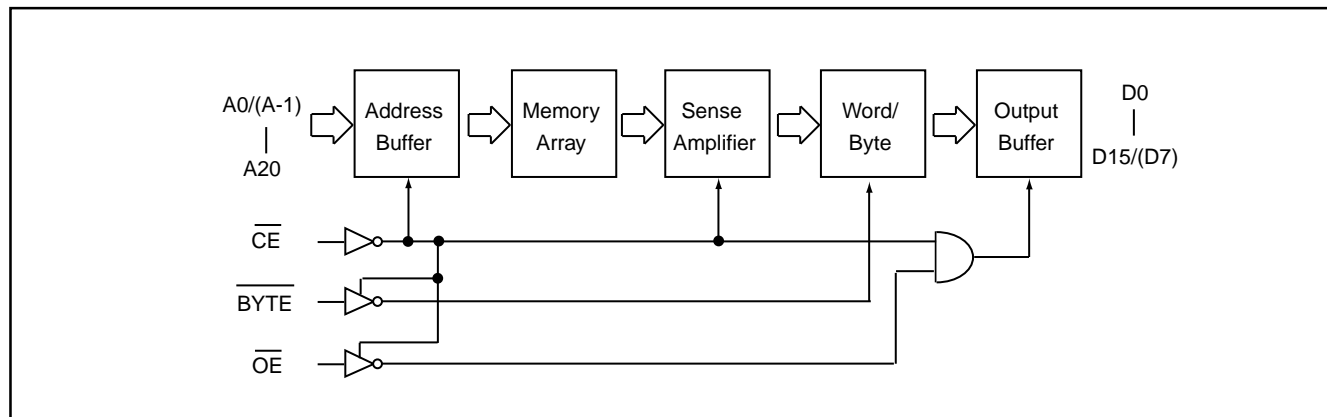 A0/(A-1)
A20
Address
Buffer
Memory
Array
Sense
Amplifier
Word/
Byte
Output
Buffer
D0
D15/(D7)
CE
BYTE
OE